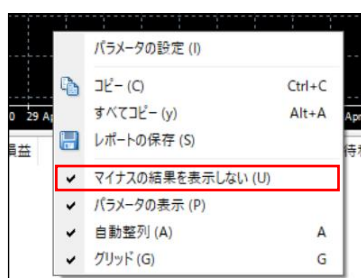 パラメータの設定 (I)
コピー (C) Ctrl+C
0 29 Ap
すべてコピー (y) Alt+A
Apr
レポートの保存 (S)
益
マイナスの結果を表示しない (U)
パラメータの表示 (P)
自動整列 (A) A
グリッド (G) G